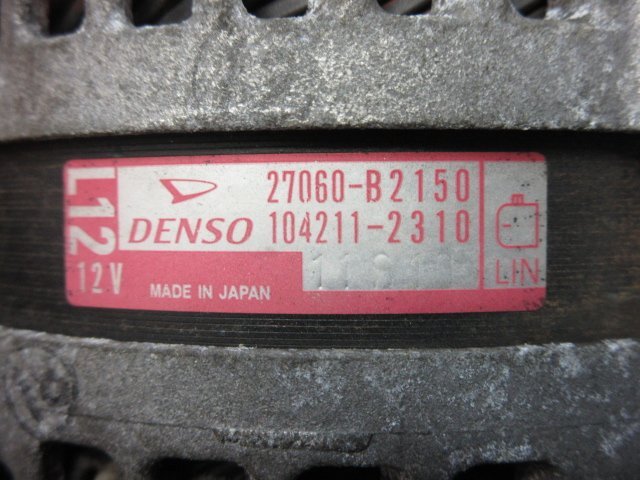 L12
12V
DENSO
27060-B2150
104211-2310
MADE IN JAPAN
LIN